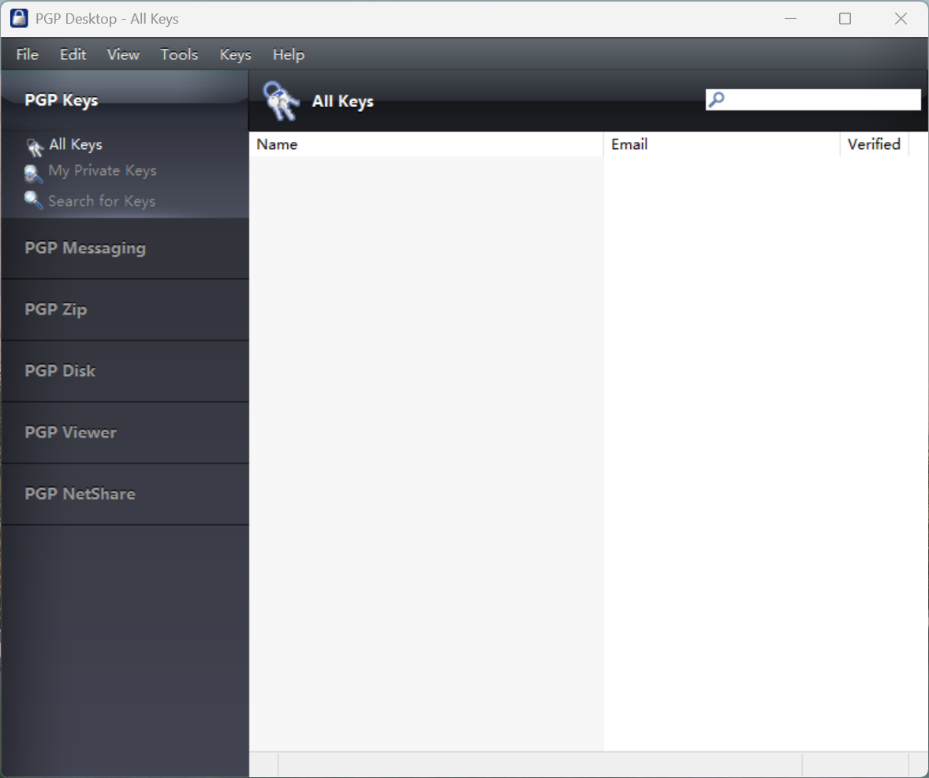 PGP Desktop - All Keys
File Edit View Tools Keys Help
PGP Keys
All Keys
My Private Keys
Search for Keys
PGP Messaging
PGP Zip
PGP Disk
PGP Viewer
PGP NetShare
All Keys
Name Email Verified